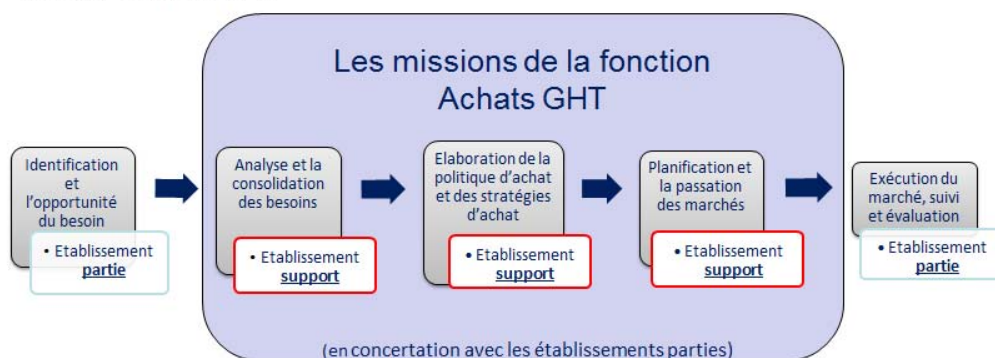 Les missions de la fonction
Achats GHT
Identification
et
l'opportunité
du besoin
• Etablissement
partie
Analyse et la
consolidation
des besoins
• Etablissement
support
Elaboration de la
politique d'achat
et des stratégies
d'achat
• Etablissement
support
Planification et
la passation
des marchés
• Etablissement
support
Exécution du
marché, suivi
et évaluation
• Etablissement
partie
(en concertation avec les établissements parties)